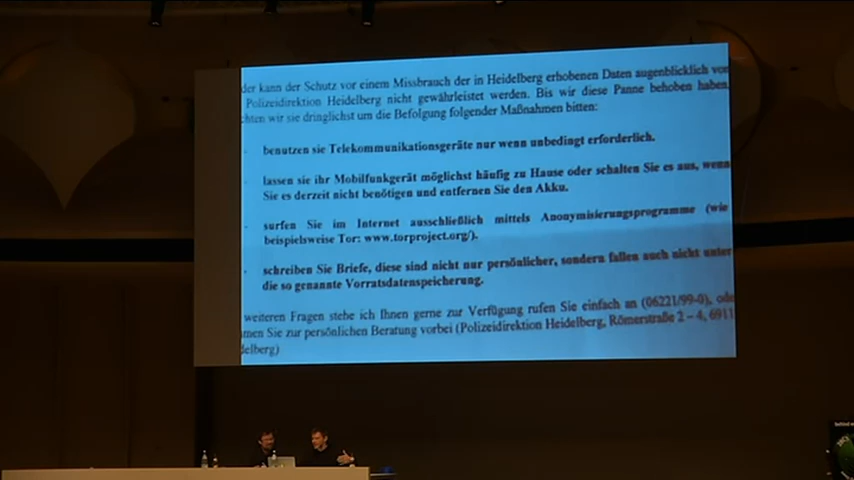 der kann der Schutz vor einem Missbrauch der in Heidelberg erhobenen Daten augenblicklich von
Polizeidirektion Heidelberg nicht gewährleistet werden. Bis wir diese Panne behoben haben,
chten wir sie dringlichst um die Befolgung folgender Maßnahmen bitten:
- benutzen sie Telekommunikationsgeräte nur wenn unbedingt erforderlich.
- lassen sie ihr Mobilfunkgerät möglichst häufig zu Hause oder schalten Sie es aus, wenn
Sie es derzeit nicht benötigen und entfernen Sie den Akku.
- surfen Sie im Internet ausschließlich mittels Anonymisierungsprogramme (wie
beispielsweise Tor: www.torproject.org/).
- schreiben Sie Briefe, diese sind nicht nur persönlicher, sondern fallen auch nicht unter
die so genannte Vorratsdatenspeicherung.
weiteren Fragen stehe ich Ihnen gerne zur Verfügung rufen Sie einfach an (06221/99-0), ode
men Sie zur persönlichen Beratung vorbei (Polizeidirektion Heidelberg, Römerstraße 2 – 4, 6911
delberg)